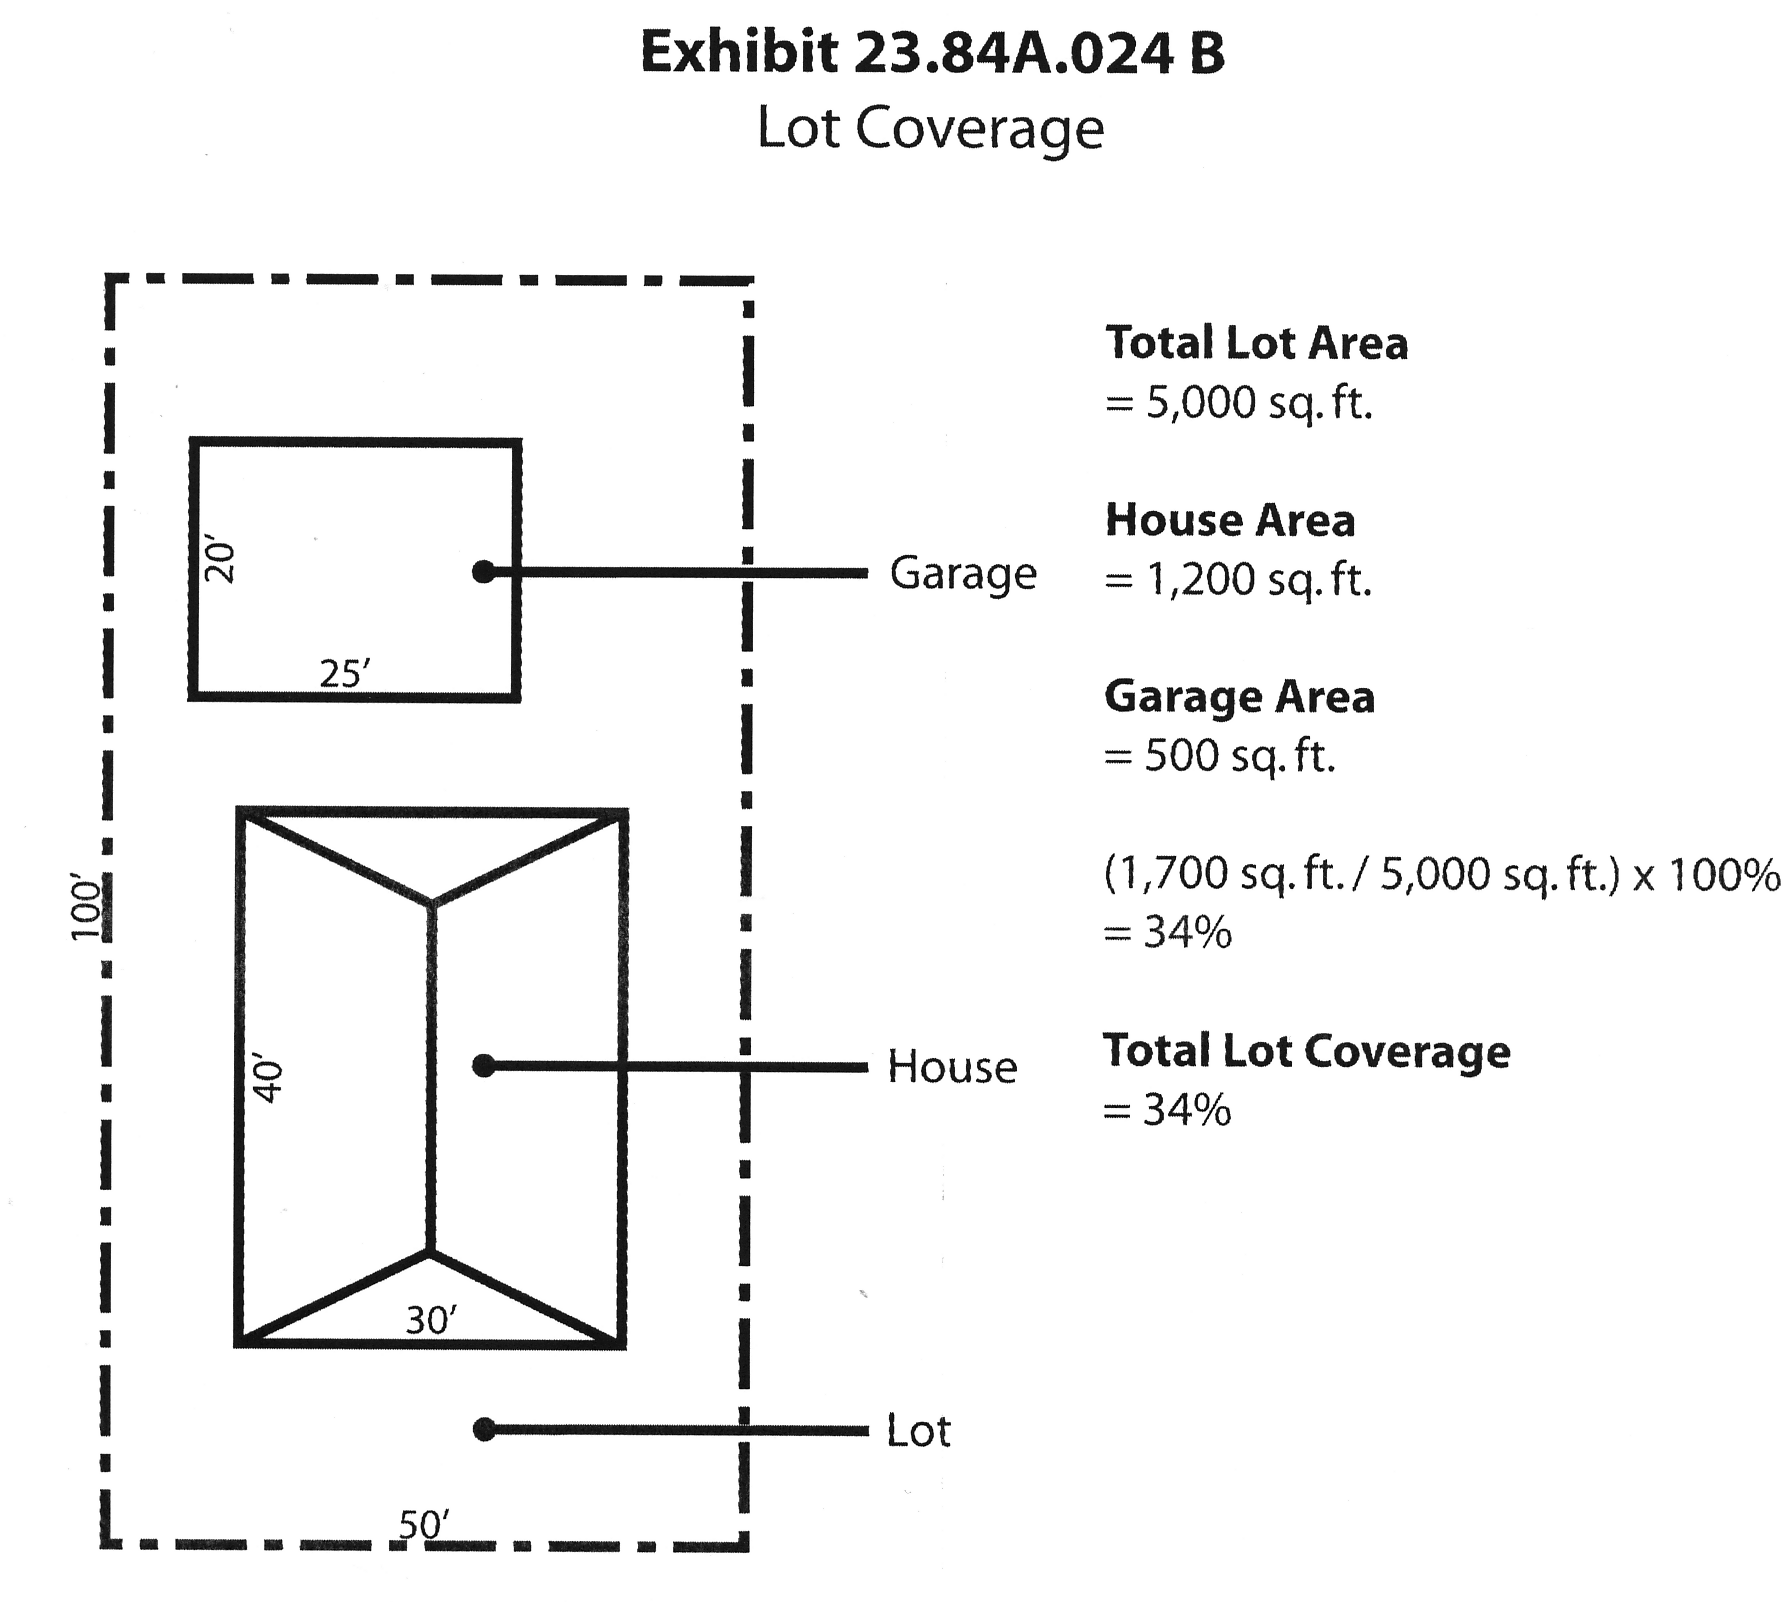 Exhibit 23.84A.024 B
Lot Coverage
Total Lot Area
= 5,000 sq. ft.
House Area
= 1,200 sq. ft.
Garage Area
= 500 sq. ft.
(1,700 sq. ft. / 5,000 sq. ft.) x 100%
= 34%
Total Lot Coverage
= 34%
20′
25′
Garage
100′
40′
30′
House
Lot
50′